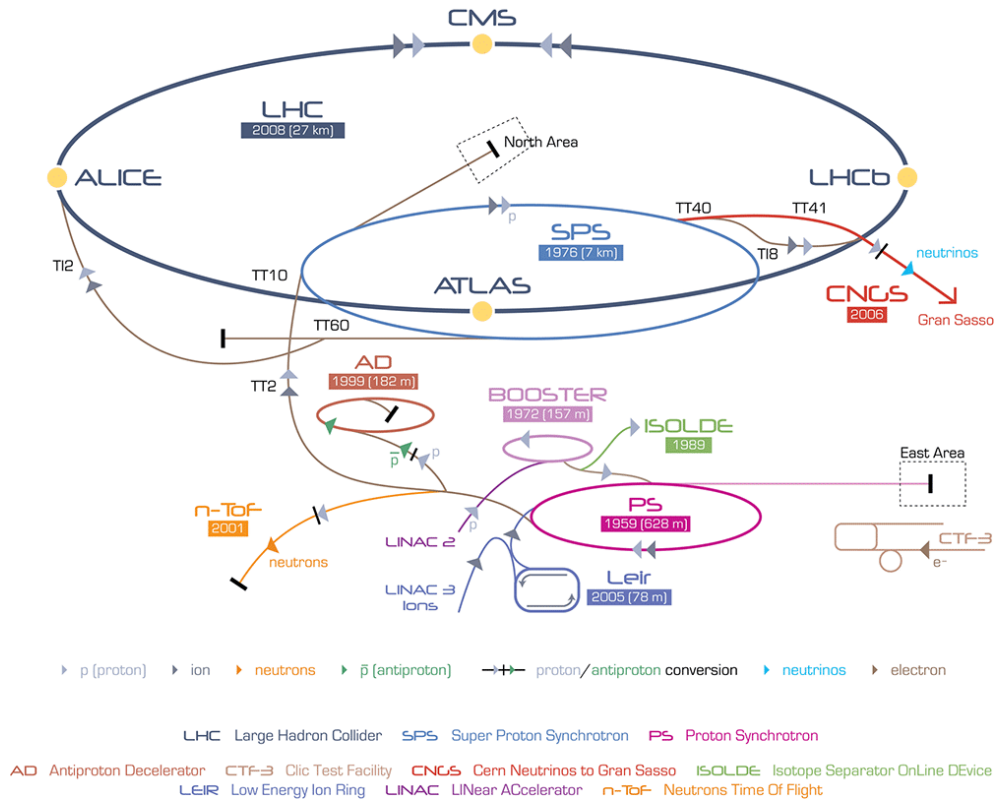 CMS
LHC
2008 (27 km)
North Area
ALICE
LHCb
TT40
TT41
p
SPS
1976 (7 km)
TI8
neutrinos
TI2
TT10
ATLAS
CNGS
2006
Gran Sasso
TT60
AD
1999 (182 m)
TT2
BOOSTER
1972 (157 m)
ISOLDE
1989
p̅
p
East Area
n-ToF
2001
PS
1959 (628 m)
p
LINAC 2
neutrons
CTF-3
e-
LINAC 3
Ions
Leir
2005 (78 m)
p (proton) ion neutrons p̅ (antiproton) proton/antiproton conversion neutrinos electron
LHC Large Hadron Collider SPS Super Proton Synchrotron PS Proton Synchrotron
AD Antiproton Decelerator CTF-3 Clic Test Facility CNGS Cern Neutrinos to Gran Sasso ISOLDE Isotope Separator OnLine DEvice
LEIR Low Energy Ion Ring LINAC LINear ACcelerator n-ToF Neutrons Time Of Flight